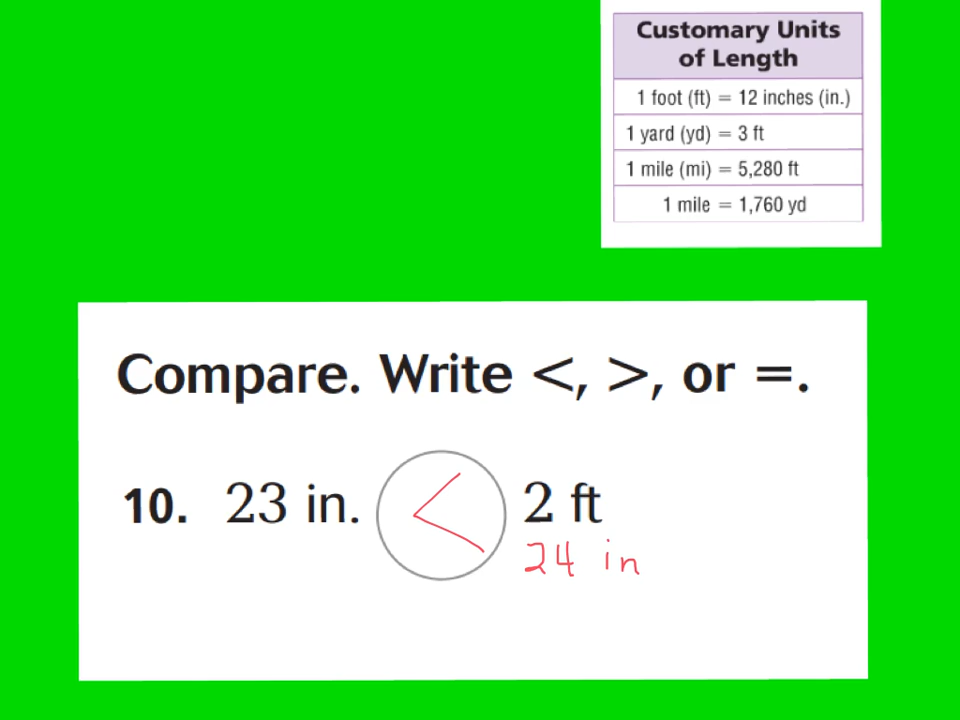 Customary Units
of Length
1 foot (ft) = 12 inches (in.)
1 yard (yd) = 3 ft
1 mile (mi) = 5,280 ft
1 mile = 1,760 yd
Compare. Write <, >, or =.
10. 23 in. < 2 ft
24 in